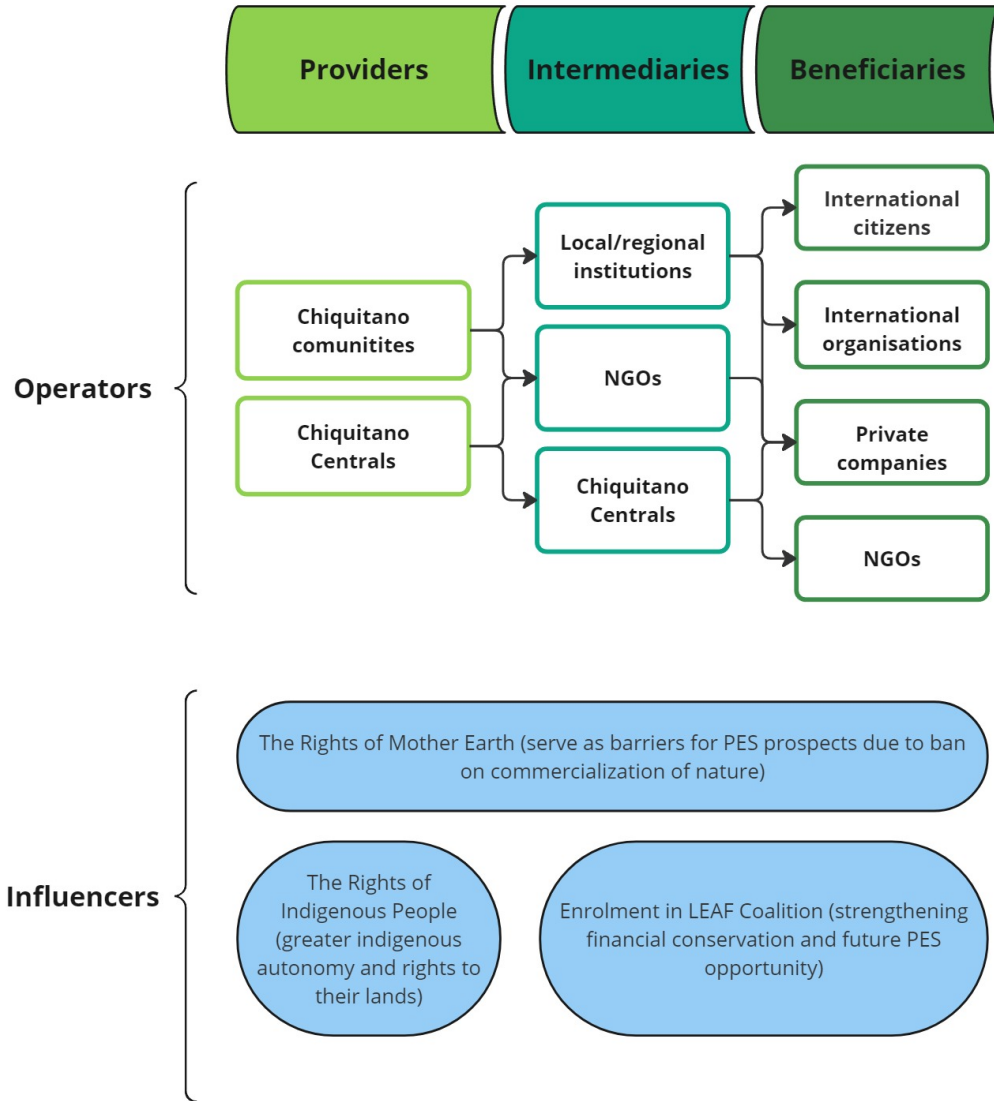 Providers
Intermediaries
Beneficiaries
Operators
Chiquitano
comunitites
Chiquitano
Centrals
Local/regional
institutions
NGOs
Chiquitano
Centrals
International
citizens
International
organisations
Private
companies
NGOs
Influencers
The Rights of Mother Earth (serve as barriers for PES prospects due to ban
on commercialization of nature)
The Rights of
Indigenous People
(greater indigenous
autonomy and rights to
their lands)
Enrolment in LEAF Coalition (strengthening
financial conservation and future PES
opportunity)